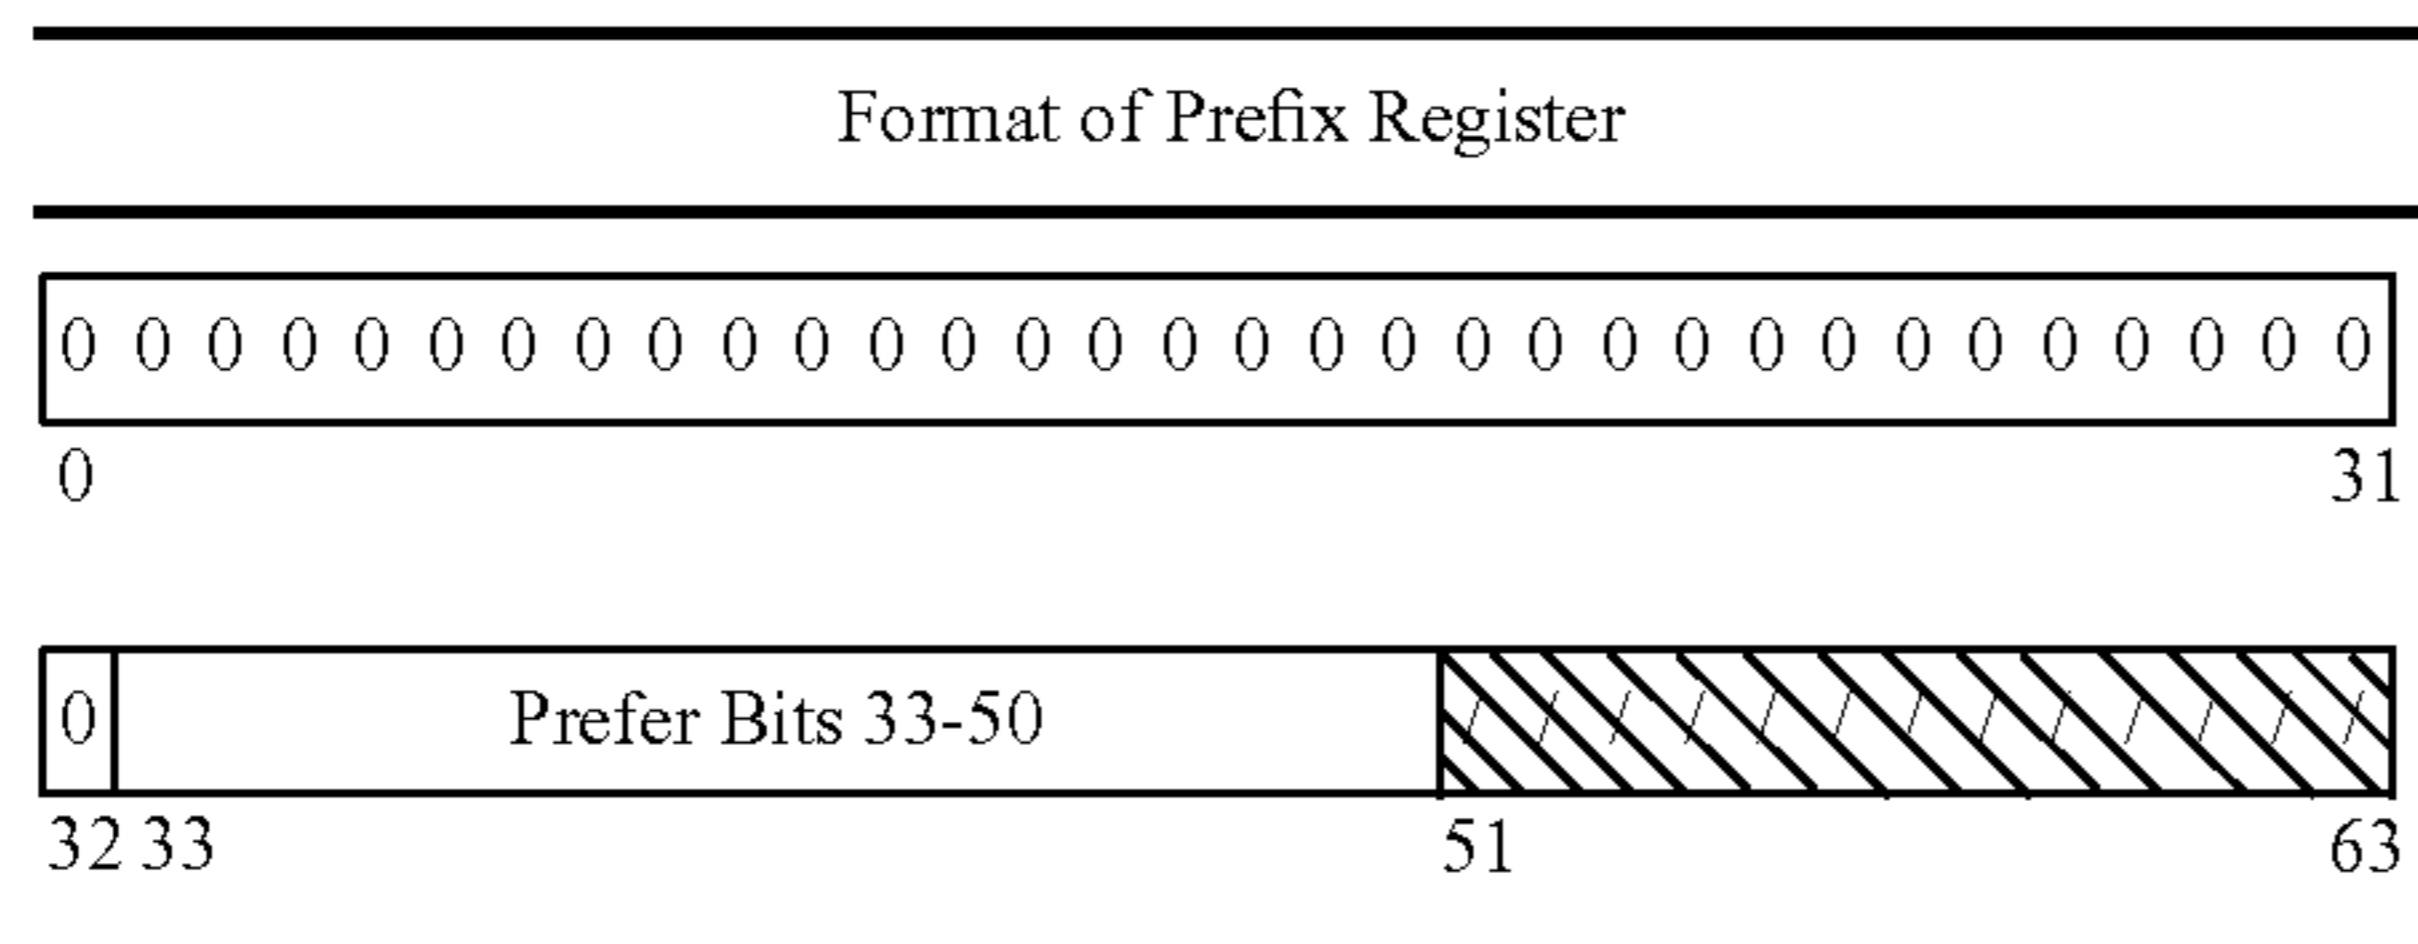 Format of Prefix Register
0 0 0 0 0 0 0 0 0 0 0 0 0 0 0 0 0 0 0 0 0 0 0 0 0 0 0 0 0 0 0 0
0 31
0 Prefer Bits 33-50 / / / / / / / / / / / / /
32 33 51 63